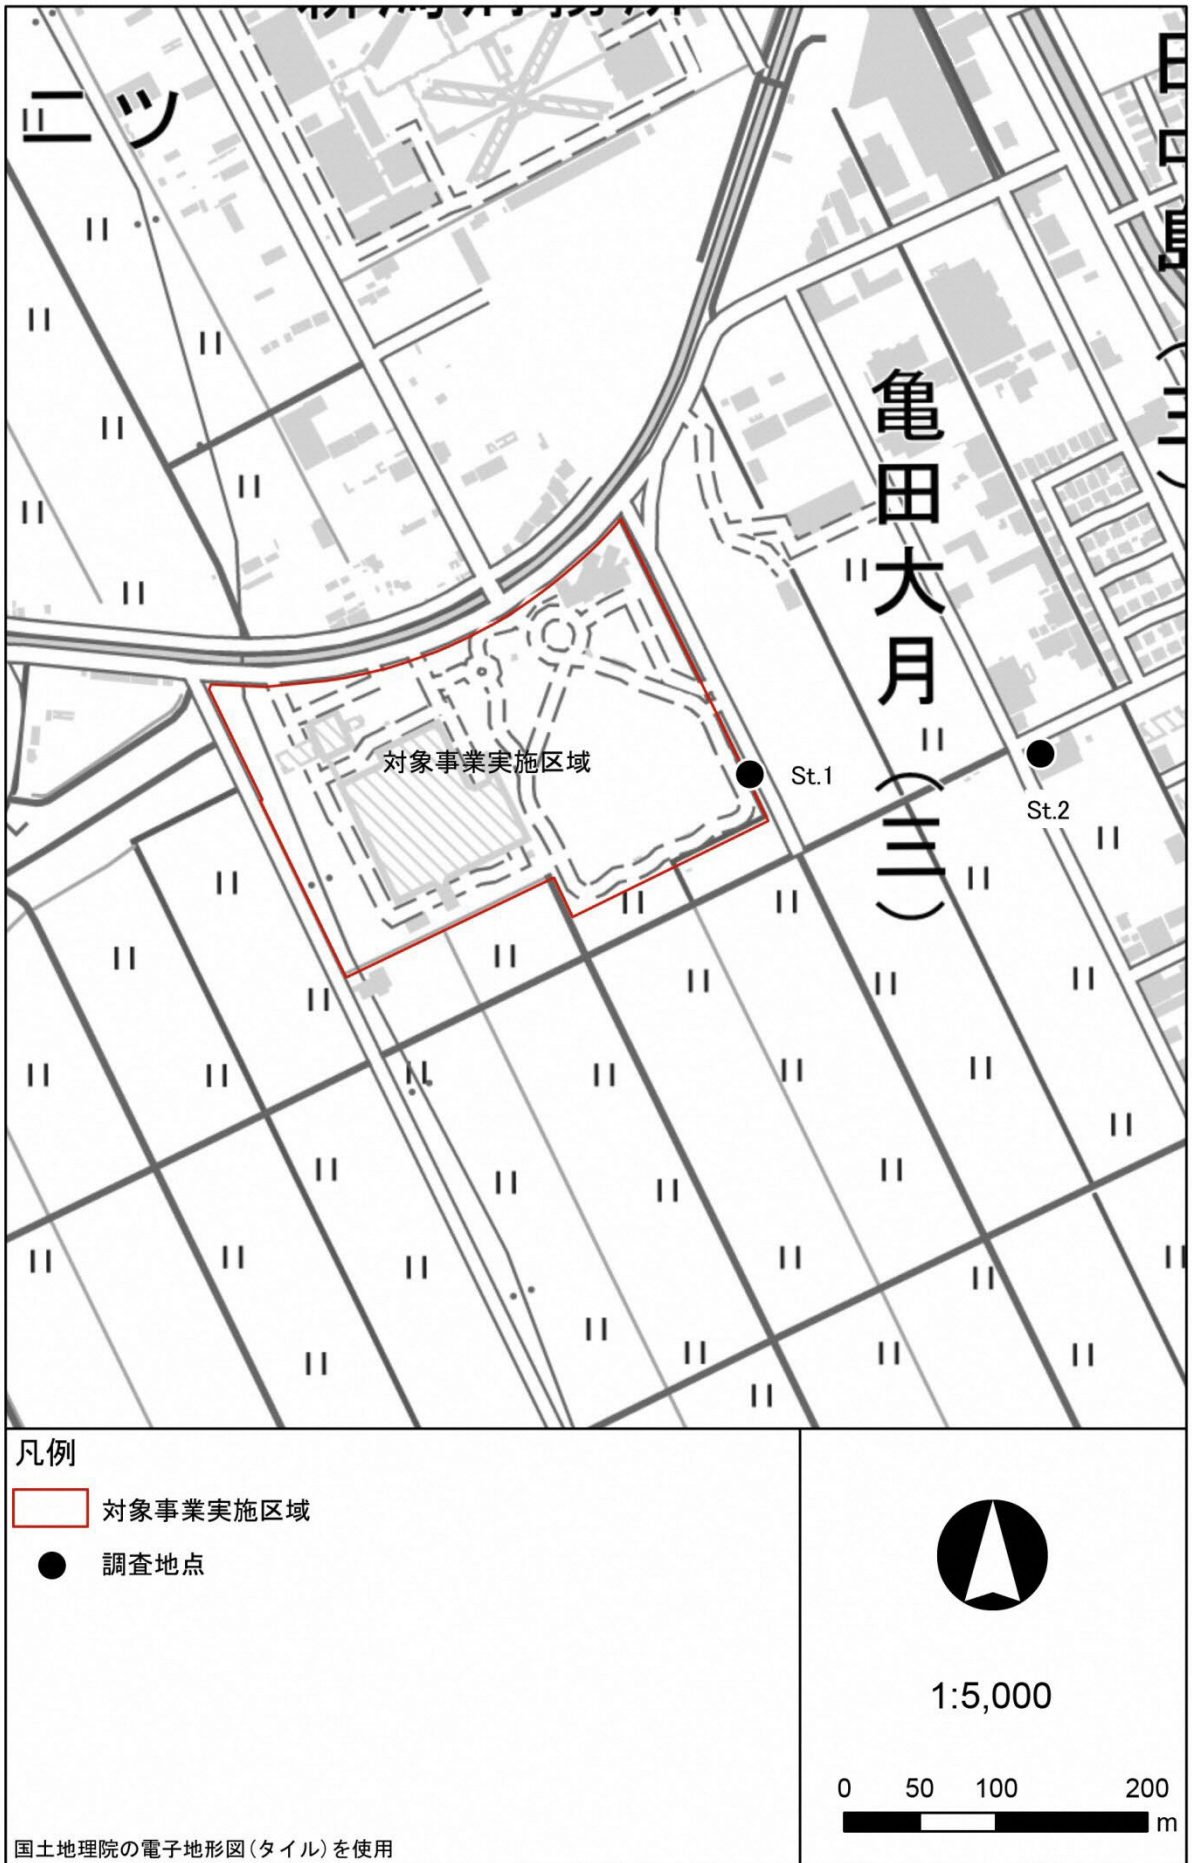 二ツ
亀田大月(三)
対象事業実施区域
St.1
St.2
凡例
対象事業実施区域
調査地点
1:5,000
0 50 100 200
m
国土地理院の電子地形図(タイル)を使用